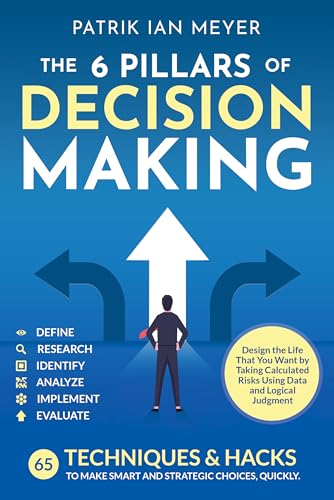 PATRIK IAN MEYER
THE 6 PILLARS OF
DECISION
MAKING
DEFINE
RESEARCH
IDENTIFY
ANALYZE
IMPLEMENT
EVALUATE
Design the Life
That You Want by
Taking Calculated
Risks Using Data
and Logical
Judgment
65 TECHNIQUES & HACKS
TO MAKE SMART AND STRATEGIC CHOICES, QUICKLY.